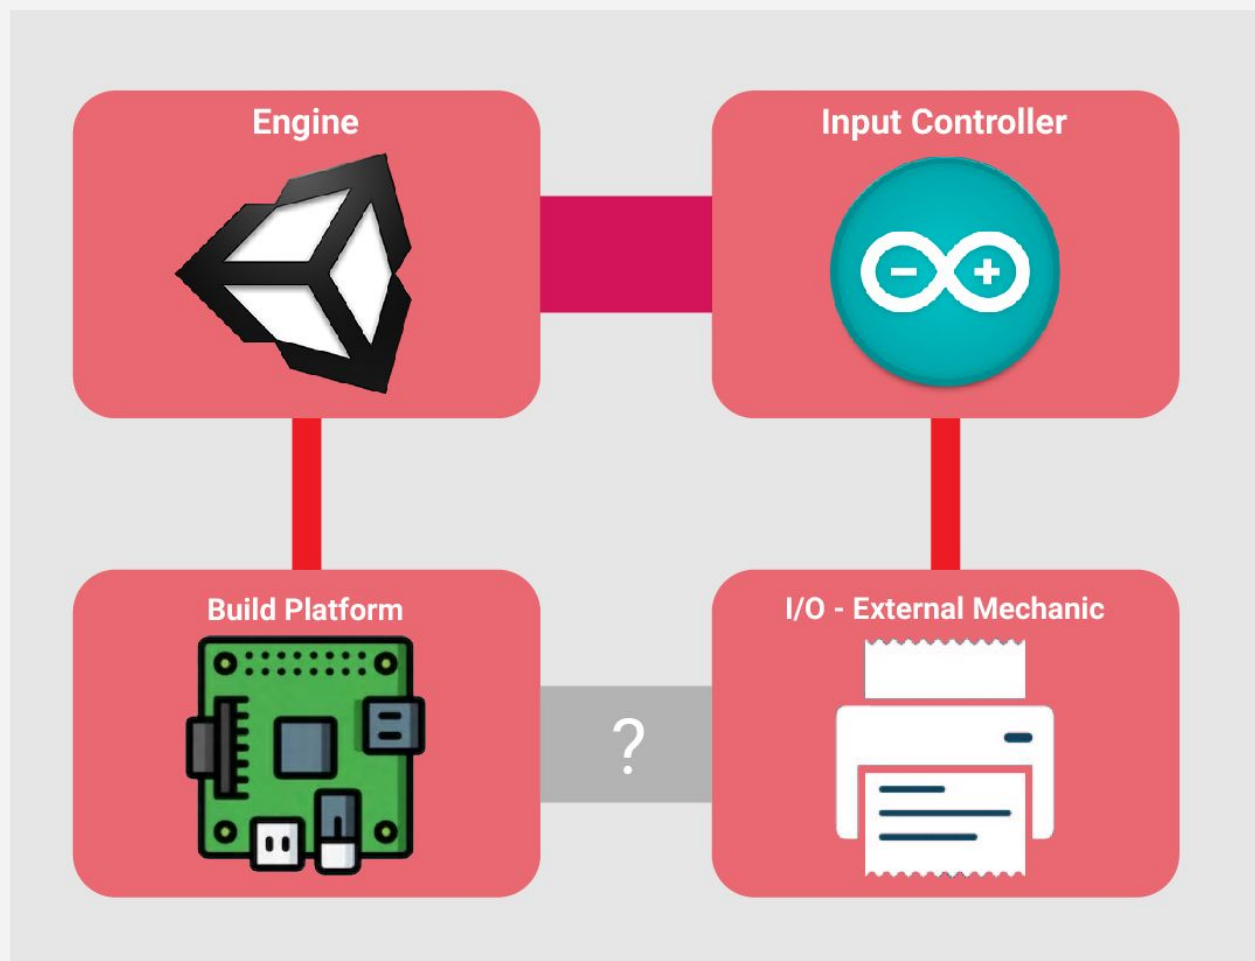 Engine
Input Controller
Build Platform
I/O - External Mechanic
?